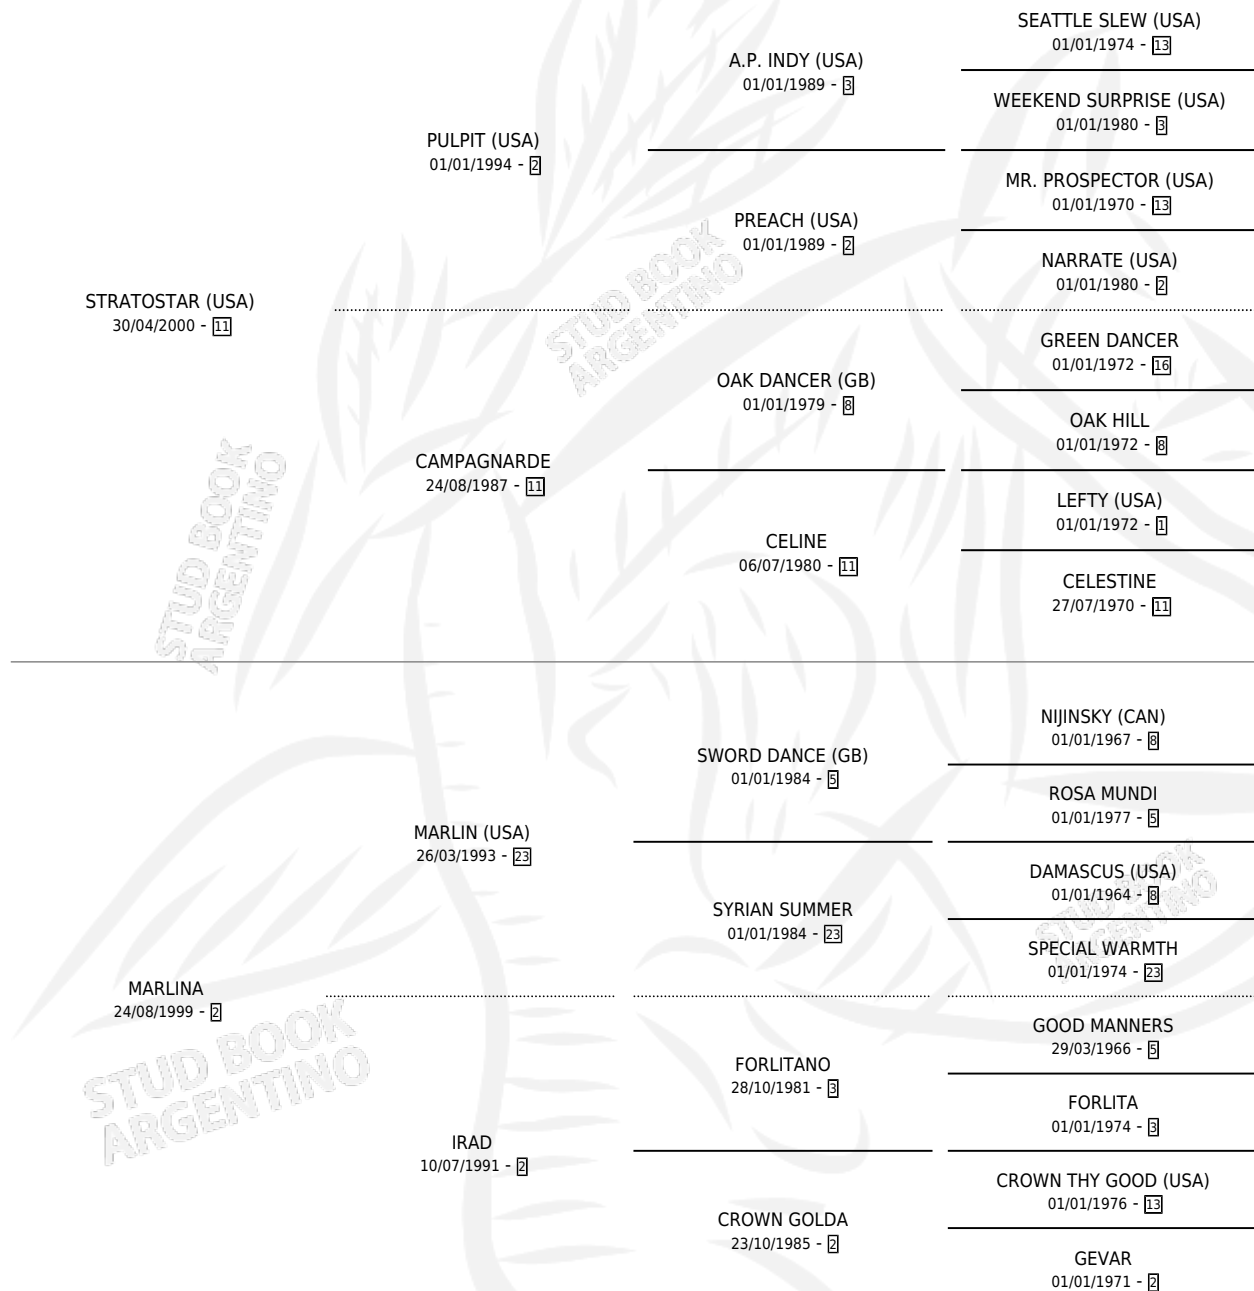 SEATTLE SLEW (USA)
01/01/1974 - 13
A.P. INDY (USA)
01/01/1989 - 3
WEEKEND SURPRISE (USA)
01/01/1980 - 3
PULPIT (USA)
01/01/1994 - 2
MR. PROSPECTOR (USA)
01/01/1970 - 13
PREACH (USA)
01/01/1989 - 2
NARRATE (USA)
01/01/1980 - 2
STRATOSTAR (USA)
30/04/2000 - 11
GREEN DANCER
01/01/1972 - 16
OAK DANCER (GB)
01/01/1979 - 8
OAK HILL
01/01/1972 - 8
CAMPAGNARDE
24/08/1987 - 11
LEFTY (USA)
01/01/1972 - 1
CELINE
06/07/1980 - 11
CELESTINE
27/07/1970 - 11
NIJINSKY (CAN)
01/01/1967 - 8
SWORD DANCE (GB)
01/01/1984 - 5
ROSA MUNDI
01/01/1977 - 5
MARLIN (USA)
26/03/1993 - 23
DAMASCUS (USA)
01/01/1964 - 8
SYRIAN SUMMER
01/01/1984 - 23
SPECIAL WARMTH
01/01/1974 - 23
MARLINA
24/08/1999 - 2
GOOD MANNERS
29/03/1966 - 5
FORLITANO
28/10/1981 - 3
FORLITA
01/01/1974 - 3
IRAD
10/07/1991 - 2
CROWN THY GOOD (USA)
01/01/1976 - 13
CROWN GOLDA
23/10/1985 - 2
GEVAR
01/01/1971 - 2
STUD BOOK
ARGENTINO
STUD BOOK
ARGENTINO
STUD BOOK
ARGENTINO
STUD BOOK
ARGENTINO